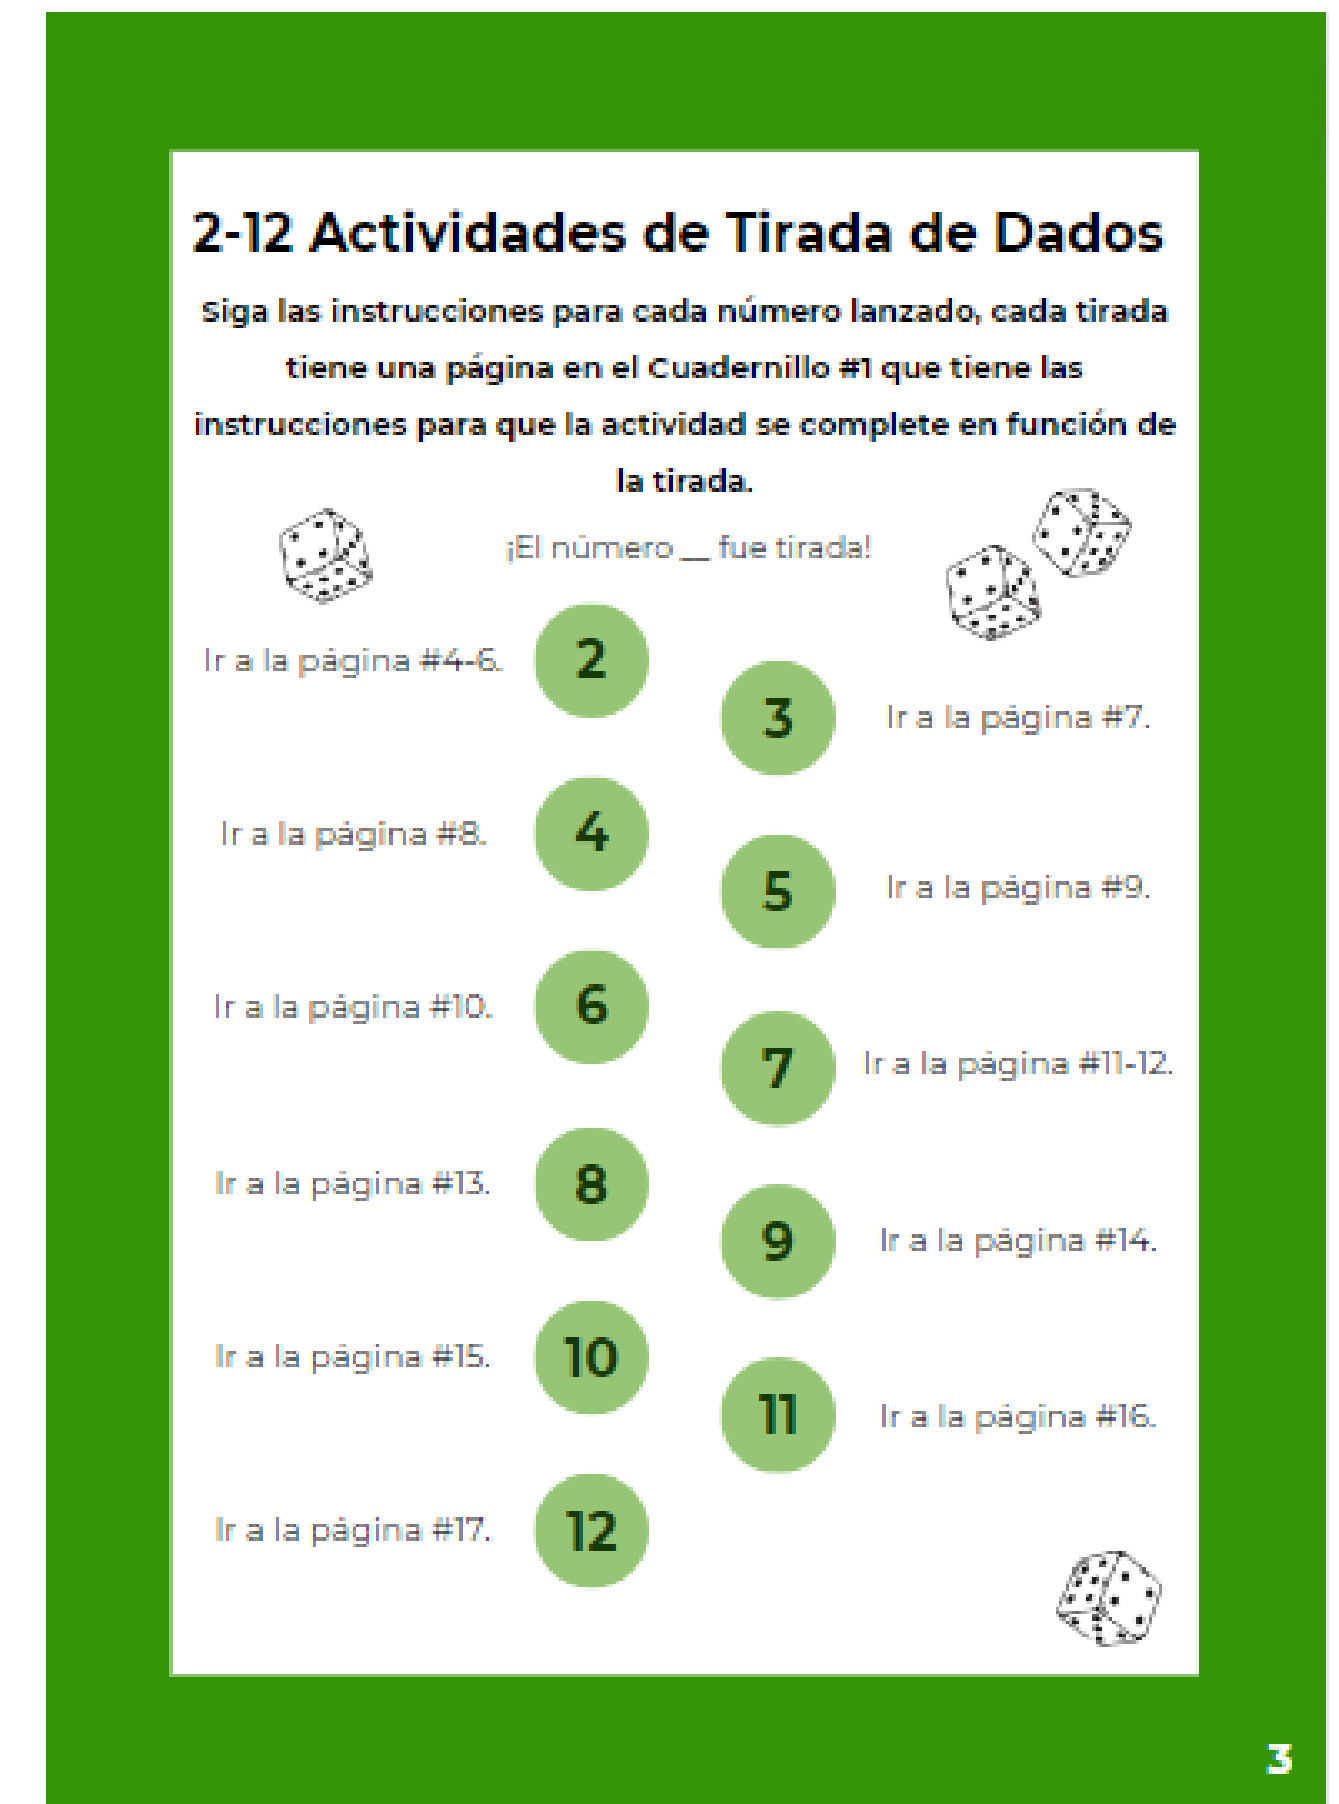 2-12 Actividades de Tirada de Dados
Siga las instrucciones para cada número lanzado, cada tirada
tiene una página en el Cuadernillo #1 que tiene las
instrucciones para que la actividad se complete en función de
la tirada.
¡El número __ fue tirada!
Ir a la página #4-6.
2
3
Ir a la página #7.
Ir a la página #8.
4
5
Ir a la página #9.
Ir a la página #10.
6
7
Ir a la página #11-12.
Ir a la página #13.
8
9
Ir a la página #14.
Ir a la página #15.
10
11
Ir a la página #16.
Ir a la página #17.
12
3